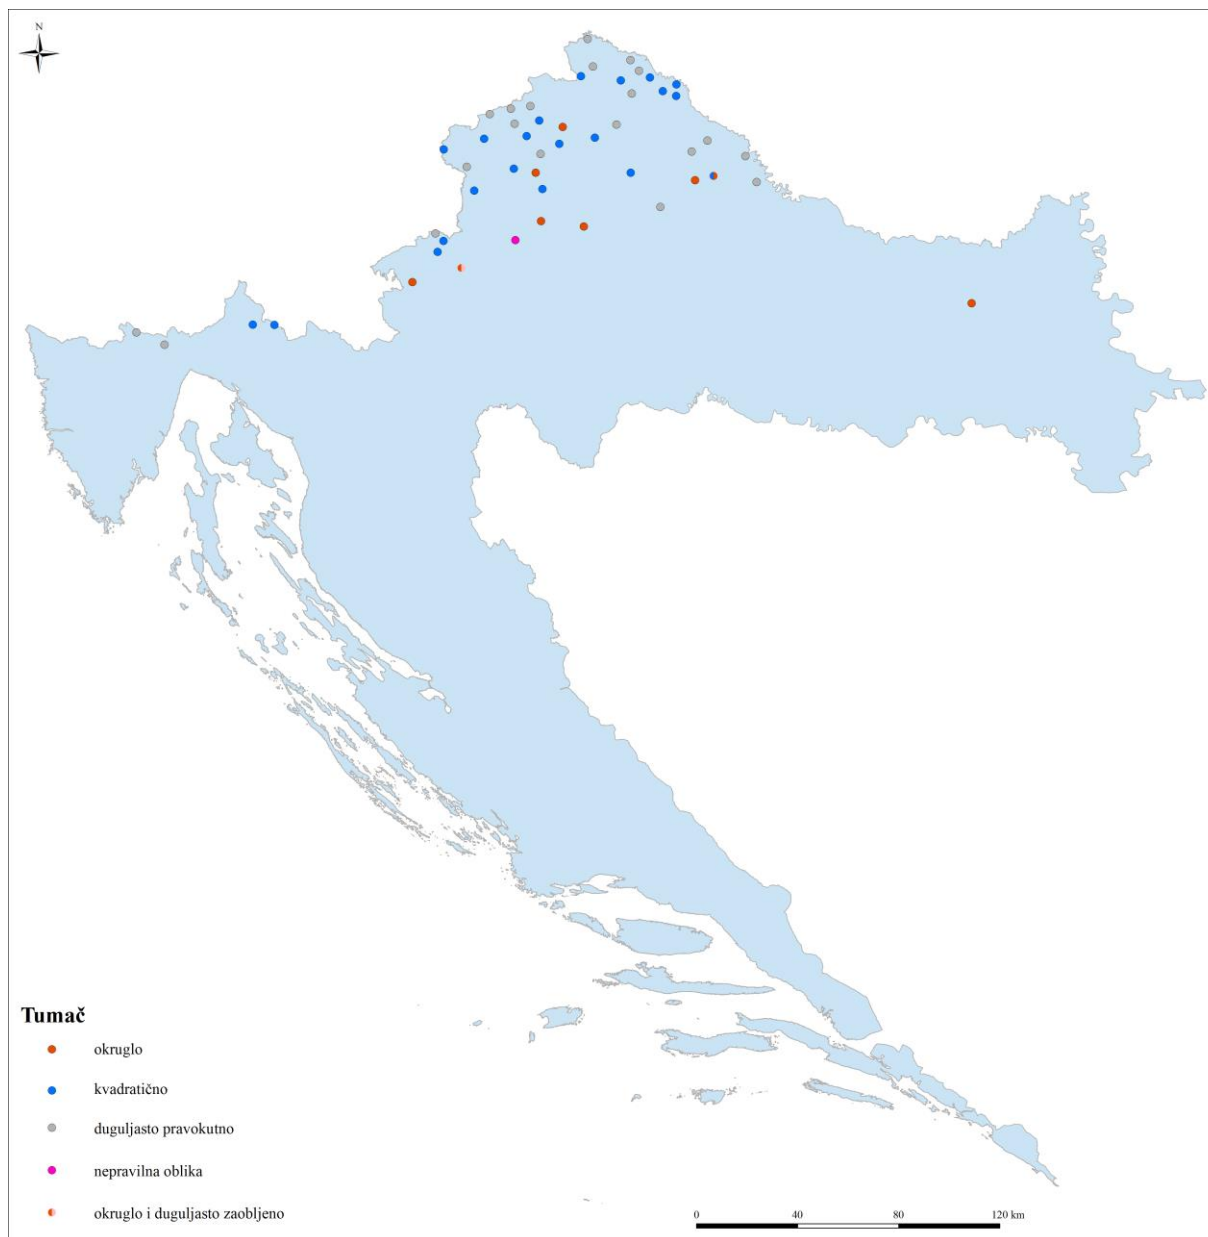 N
Tumač
okruglo
kvadratično
duguljasto pravokutno
nepravilna oblika
okruglo i duguljasto zaobljeno
0 40 80 120 km